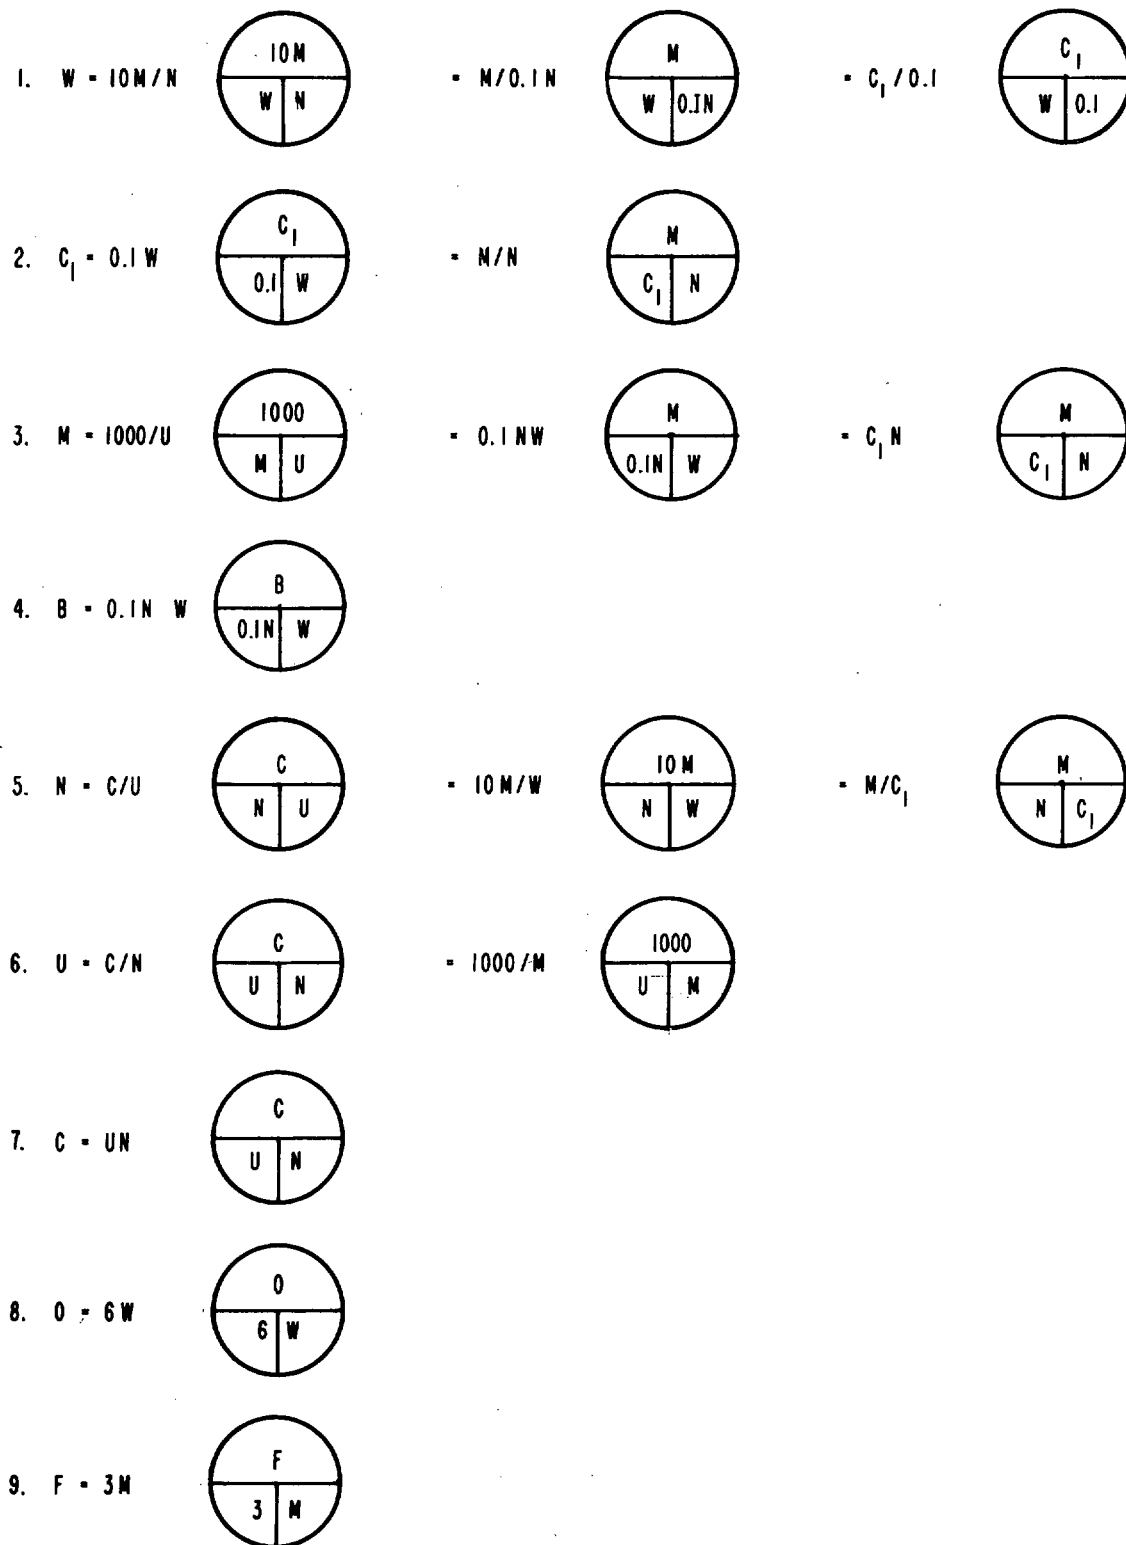 1. W = 10M/N 10M W N = M/0.1N M W 0.1N = C₁/0.1 C₁ W 0.1
2. C₁ = 0.1W C₁ 0.1 W = M/N M C₁ N
3. M = 1000/U 1000 M U = 0.1NW M 0.1N W = C₁N M C₁ N
4. B = 0.1N W B 0.1N W
5. N = C/U C N U = 10M/W 10M N W = M/C₁ M N C₁
6. U = C/N C U N = 1000/M 1000 U M
7. C = UN C U N
8. O = 6W O 6 W
9. F = 3M F 3 M